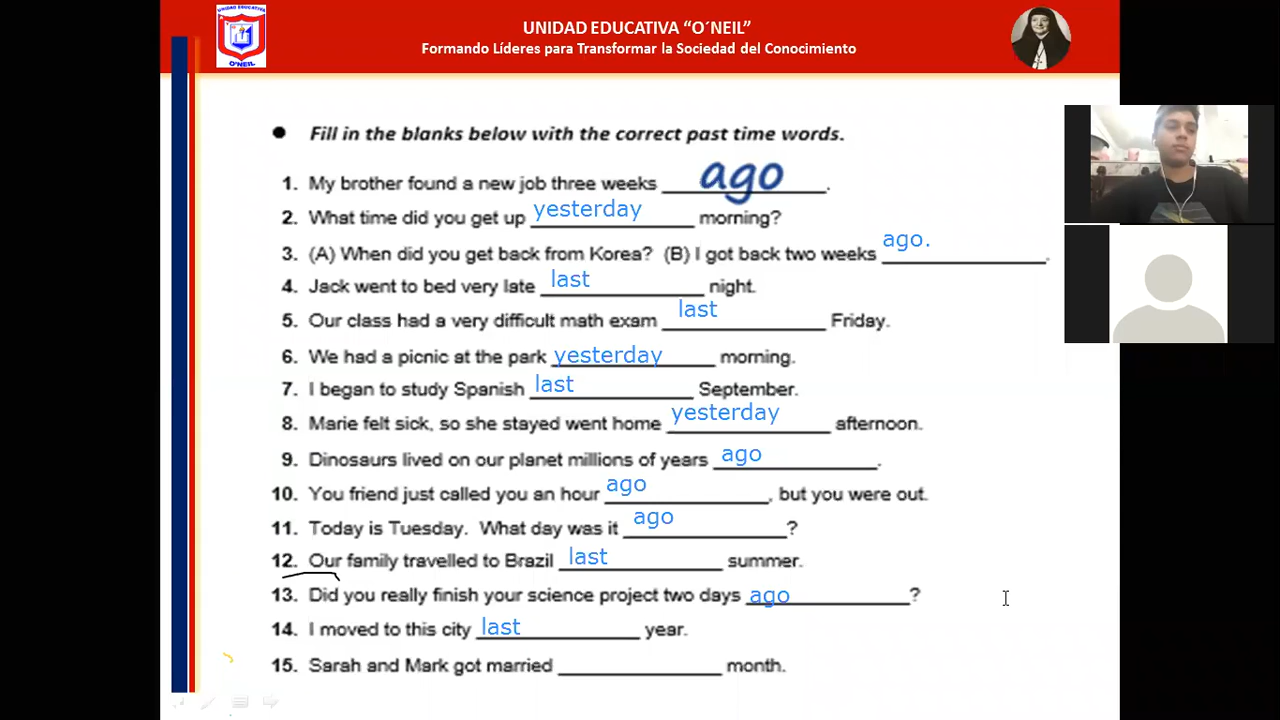 UNIDAD EDUCATIVA
O´NEIL
UNIDAD EDUCATIVA “O´NEIL”
Formando Líderes para Transformar la Sociedad del Conocimiento
● Fill in the blanks below with the correct past time words.
1. My brother found a new job three weeks ago.
2. What time did you get up yesterday morning?
3. (A) When did you get back from Korea? (B) I got back two weeks ago. .
4. Jack went to bed very late last night.
5. Our class had a very difficult math exam last Friday.
6. We had a picnic at the park yesterday morning.
7. I began to study Spanish last September.
8. Marie felt sick, so she stayed went home yesterday afternoon.
9. Dinosaurs lived on our planet millions of years ago.
10. You friend just called you an hour ago, but you were out.
11. Today is Tuesday. What day was it ago?
12. Our family travelled to Brazil last summer.
13. Did you really finish your science project two days ago?
14. I moved to this city last year.
15. Sarah and Mark got married ____________ month.